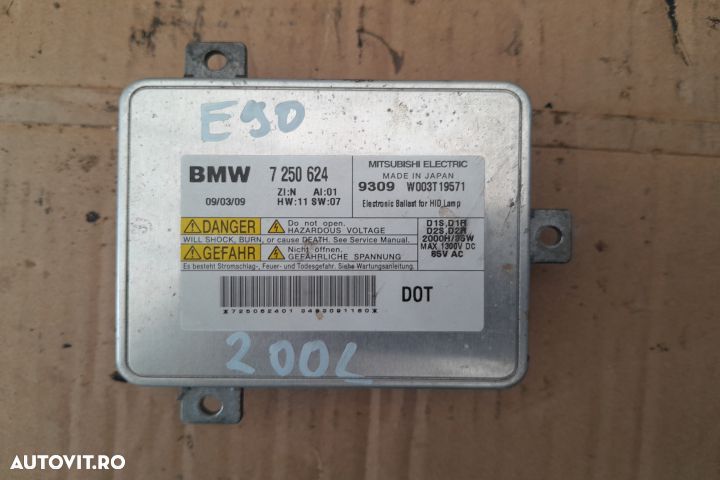 E90
BMW 7 250 624
ZI:N AI:01
09/03/09 HW:11 SW:07
MITSUBISHI ELECTRIC
MADE IN JAPAN
9309 W003T19571
Electronic Ballast for HID Lamp
DANGER Do not open.
HAZARDOUS VOLTAGE
WILL SHOCK, BURN, or cause DEATH. See Service Manual.
GEFAHR Nicht öffnen.
GEFÄHRLICHE SPANNUNG
Es besteht Stromschlag-, Feuer- und Todesgefahr. Siehe Wartungsanleitung.
D1S,D1R
D2S,D2R
2000H/35W
MAX 1300V DC
85V AC
DOT
200L
AUTOVIT.RO